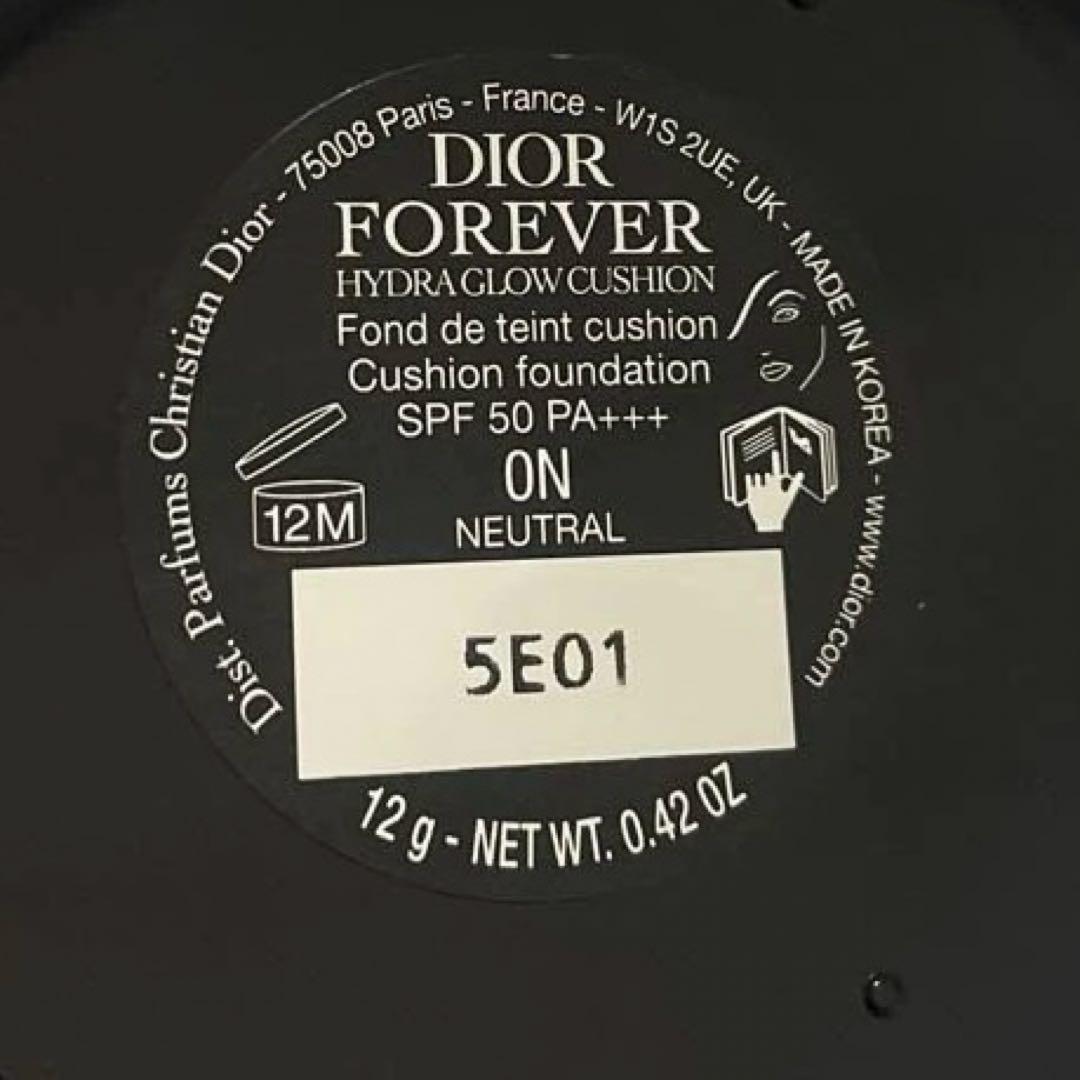 Dist. Parfums Christian Dior - 75008 Paris - France - W1S 2UE, UK - MADE IN KOREA - www.dior.com
DIOR
FOREVER
HYDRA GLOW CUSHION
Fond de teint cushion
Cushion foundation
SPF 50 PA+++
0N
NEUTRAL
12M
5E01
12 g - NET WT. 0.42 OZ